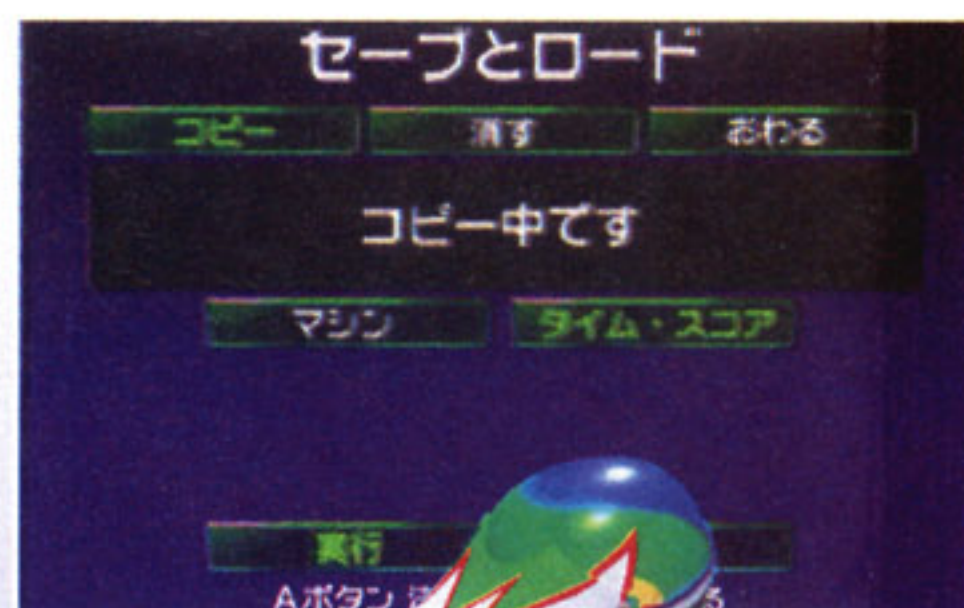 セーブとロード
コピー 消す おわる
コピー中です
マシン タイム・スコア
実行
Aボタン